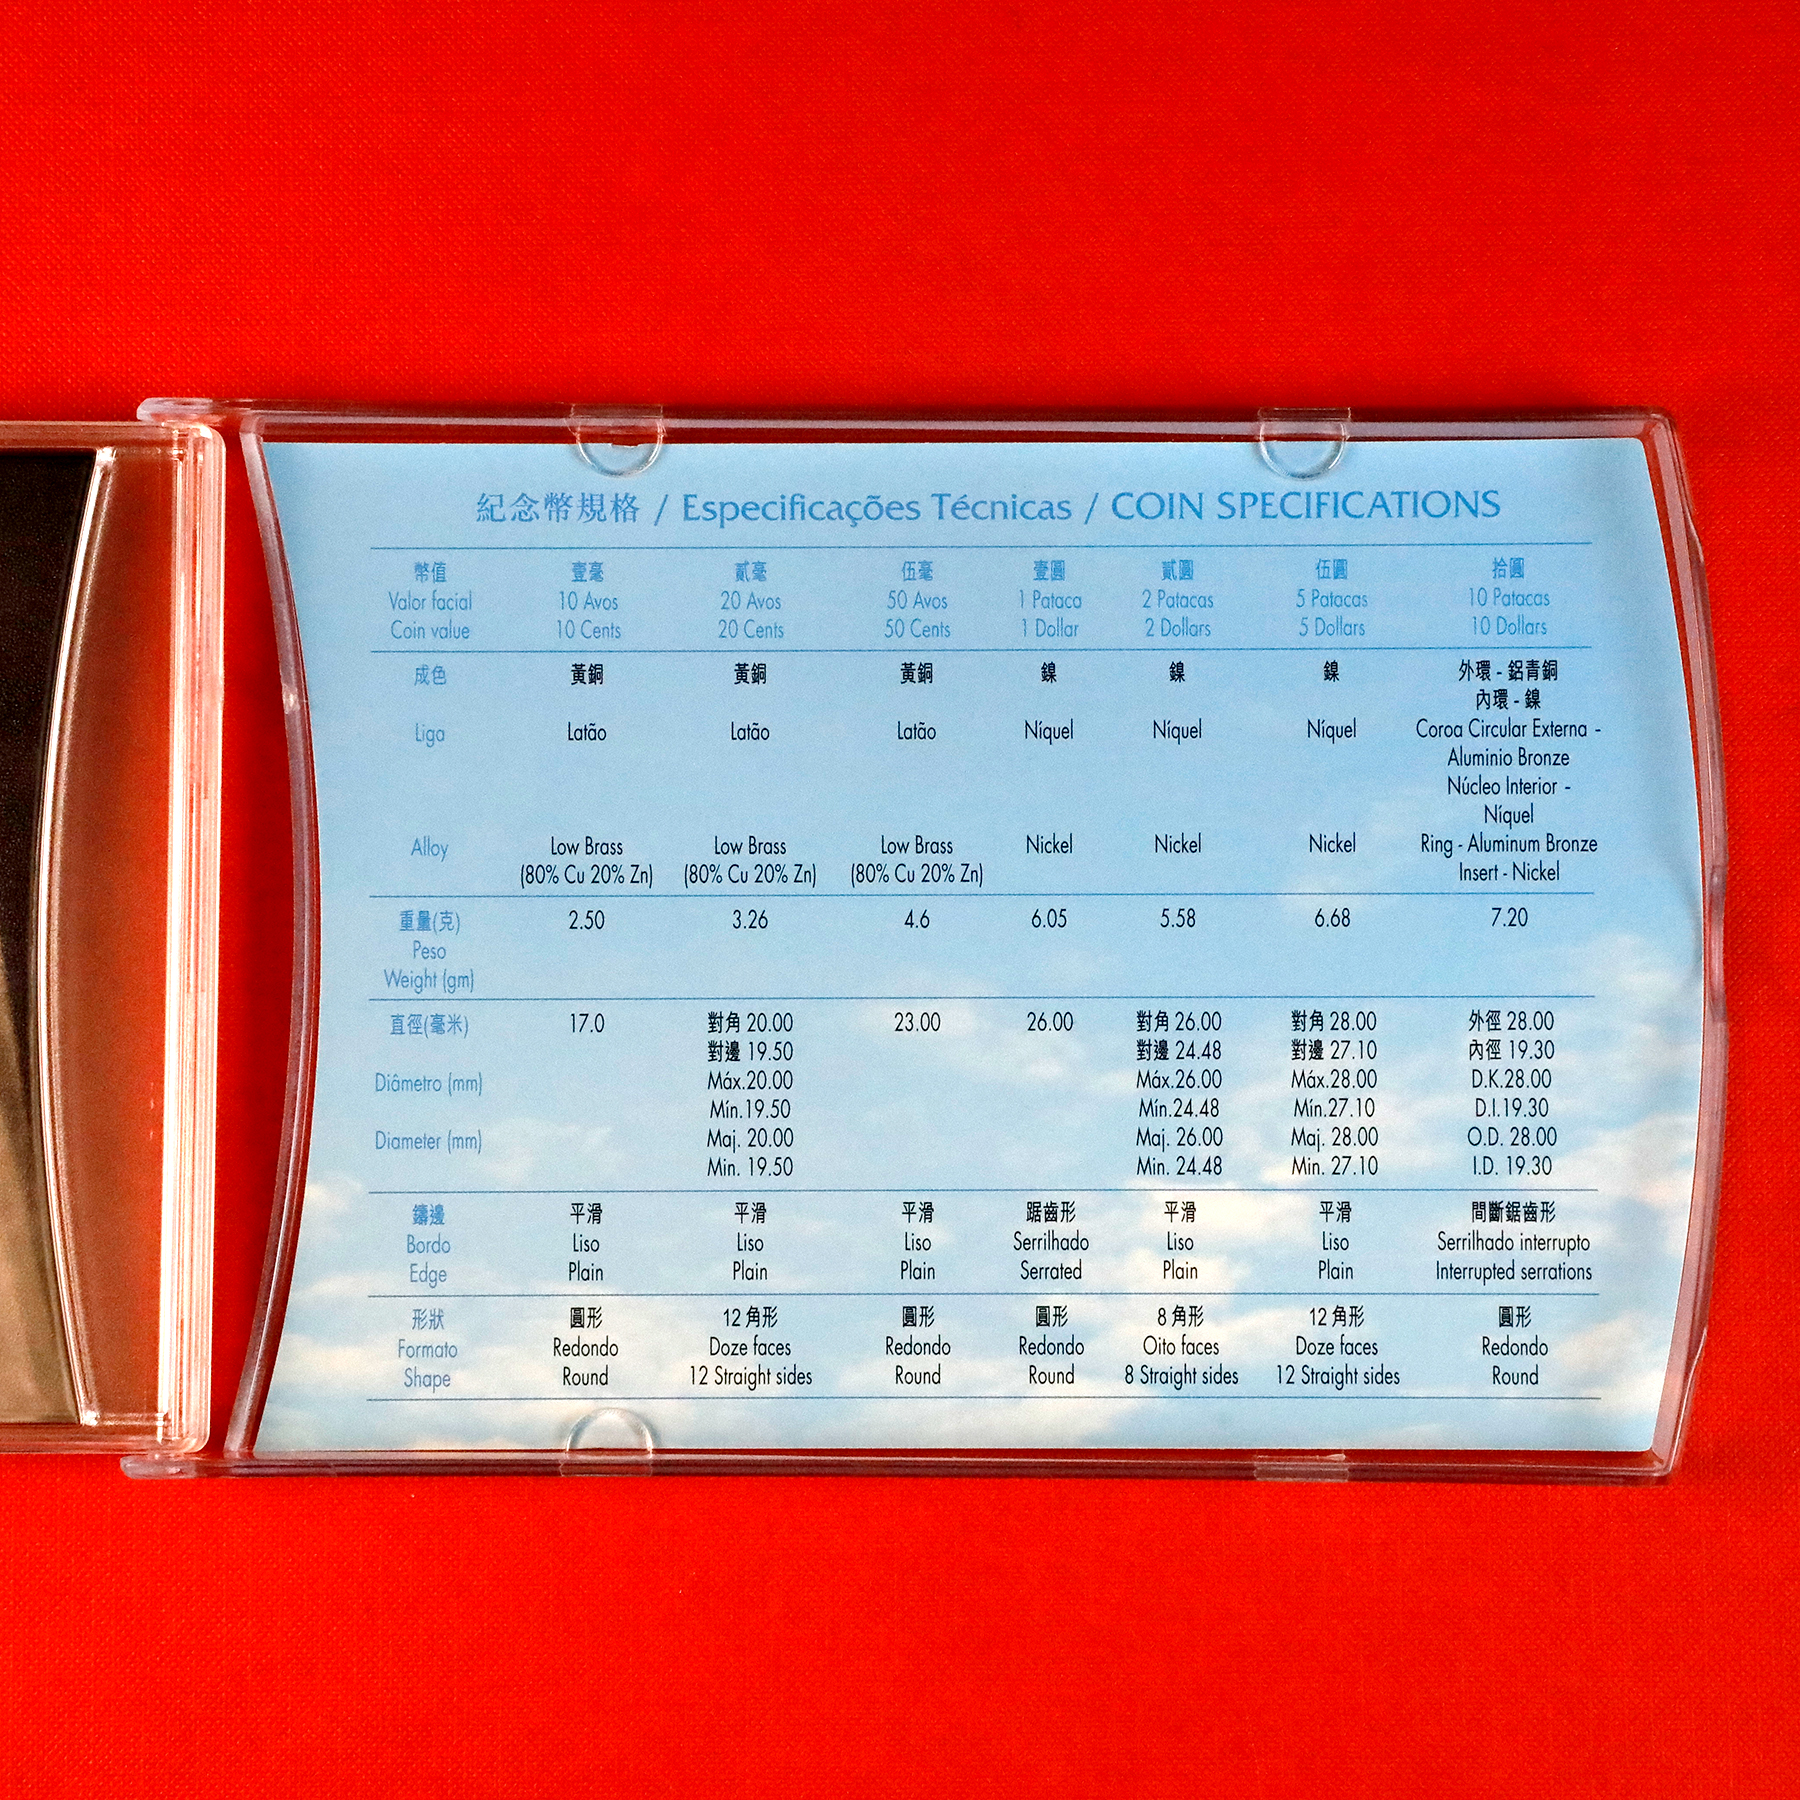 紀念幣規格 / Especificações Técnicas / COIN SPECIFICATIONS
幣值 壹毫 貳毫 伍毫 壹圓 貳圓 伍圓 拾圓
Valor facial 10 Avos 20 Avos 50 Avos 1 Pataca 2 Patacas 5 Patacas 10 Patacas
Coin value 10 Cents 20 Cents 50 Cents 1 Dollar 2 Dollars 5 Dollars 10 Dollars
成色 黃銅 黃銅 黃銅 鎳 鎳 鎳 外環 - 鋁青銅
內環 - 鎳
Liga Latão Latão Latão Níquel Níquel Níquel Coroa Circular Externa -
Aluminio Bronze
Núcleo Interior -
Níquel
Alloy Low Brass Low Brass Low Brass Nickel Nickel Nickel Ring - Aluminum Bronze
(80% Cu 20% Zn) (80% Cu 20% Zn) (80% Cu 20% Zn) Insert - Nickel
重量(克) 2.50 3.26 4.6 6.05 5.58 6.68 7.20
Peso
Weight (gm)
直徑(毫米) 17.0 對角 20.00 23.00 26.00 對角 26.00 對角 28.00 外徑 28.00
對邊 19.50 對邊 24.48 對邊 27.10 內徑 19.30
Diâmetro (mm) Máx.20.00 Máx.26.00 Máx.28.00 D.K.28.00
Mín.19.50 Mín.24.48 Mín.27.10 D.I.19.30
Diameter (mm) Maj. 20.00 Maj. 26.00 Maj. 28.00 O.D. 28.00
Min. 19.50 Min. 24.48 Min. 27.10 I.D. 19.30
鑄邊 平滑 平滑 平滑 踞齒形 平滑 平滑 間斷鋸齒形
Bordo Liso Liso Liso Serrilhado Liso Liso Serrilhado interrupto
Edge Plain Plain Plain Serrated Plain Plain Interrupted serrations
形狀 圓形 12 角形 圓形 圓形 8 角形 12 角形 圓形
Formato Redondo Doze faces Redondo Redondo Oito faces Doze faces Redondo
Shape Round 12 Straight sides Round Round 8 Straight sides 12 Straight sides Round